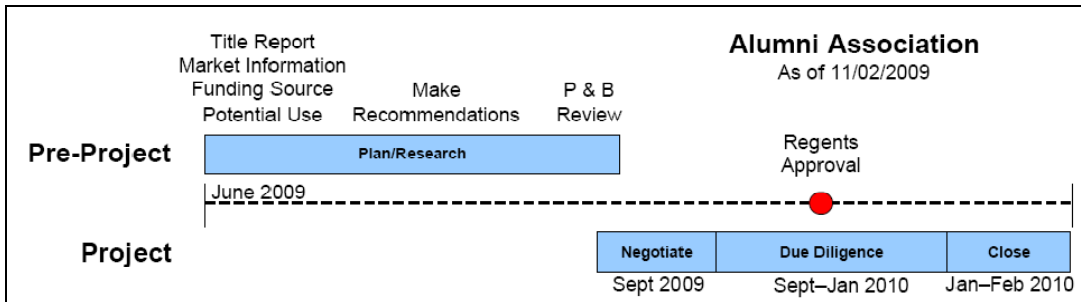 Title Report
Market Information
Funding Source
Potential Use
Make
Recommendations
P & B
Review
Alumni Association
As of 11/02/2009
Pre-Project
Plan/Research
Regents
Approval
June 2009
Project
Negotiate
Due Diligence
Close
Sept 2009
Sept–Jan 2010
Jan–Feb 2010